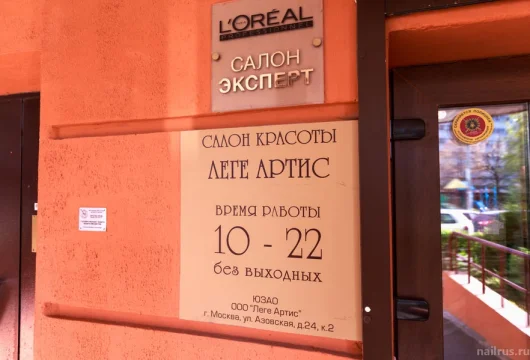 L'ORÉAL
PROFESSIONNEL
САЛОН
ЭКСПЕРТ
САЛОН КРАСОТЫ
ЛЕГЕ АРТИС
ВРЕМЯ РАБОТЫ
10 - 22
без выходных
ЮЗАО
ООО "Леге Артис"
г. Москва, ул. Азовская, д.24, к.2
nailrus.ru